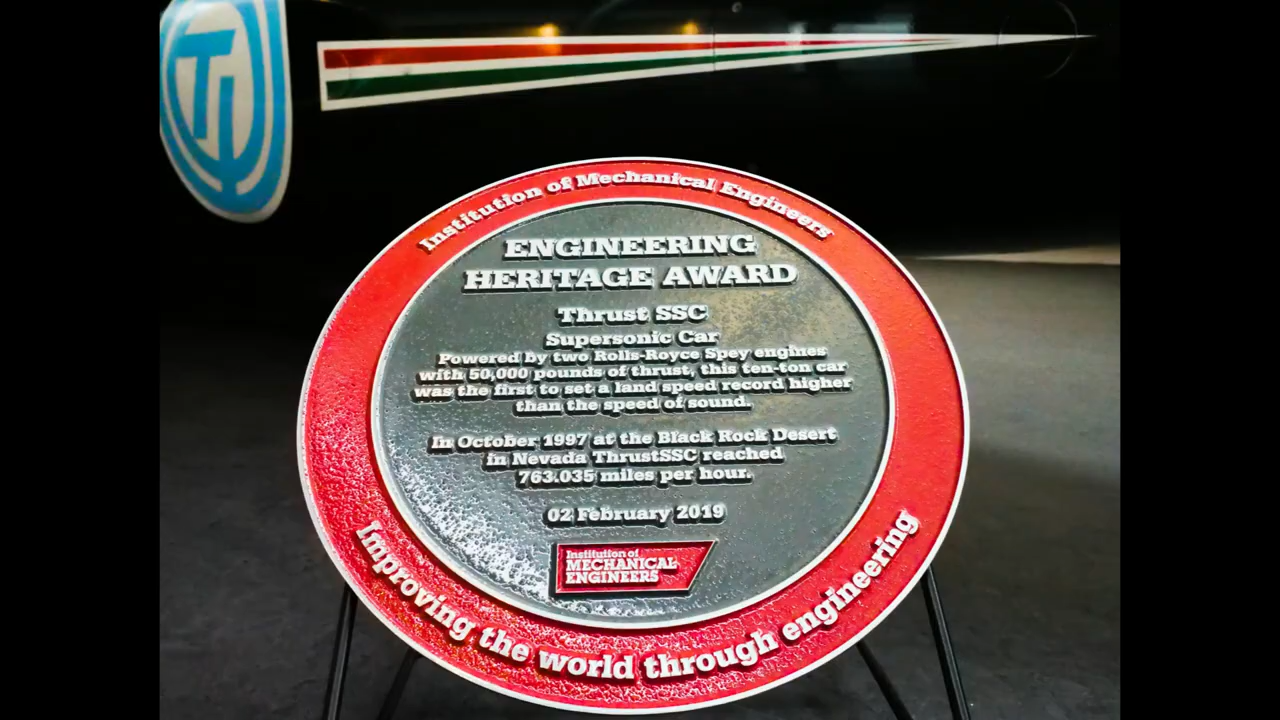 Institution of Mechanical Engineers
ENGINEERING
HERITAGE AWARD
Thrust SSC
Supersonic Car
Powered by two Rolls-Royce Spey engines
with 50,000 pounds of thrust, this ten-ton car
was the first to set a land speed record higher
than the speed of sound.
In October 1997 at the Black Rock Desert
in Nevada ThrustSSC reached
763.035 miles per hour.
02 February 2019
Institution of
MECHANICAL
ENGINEERS
Improving the world through engineering